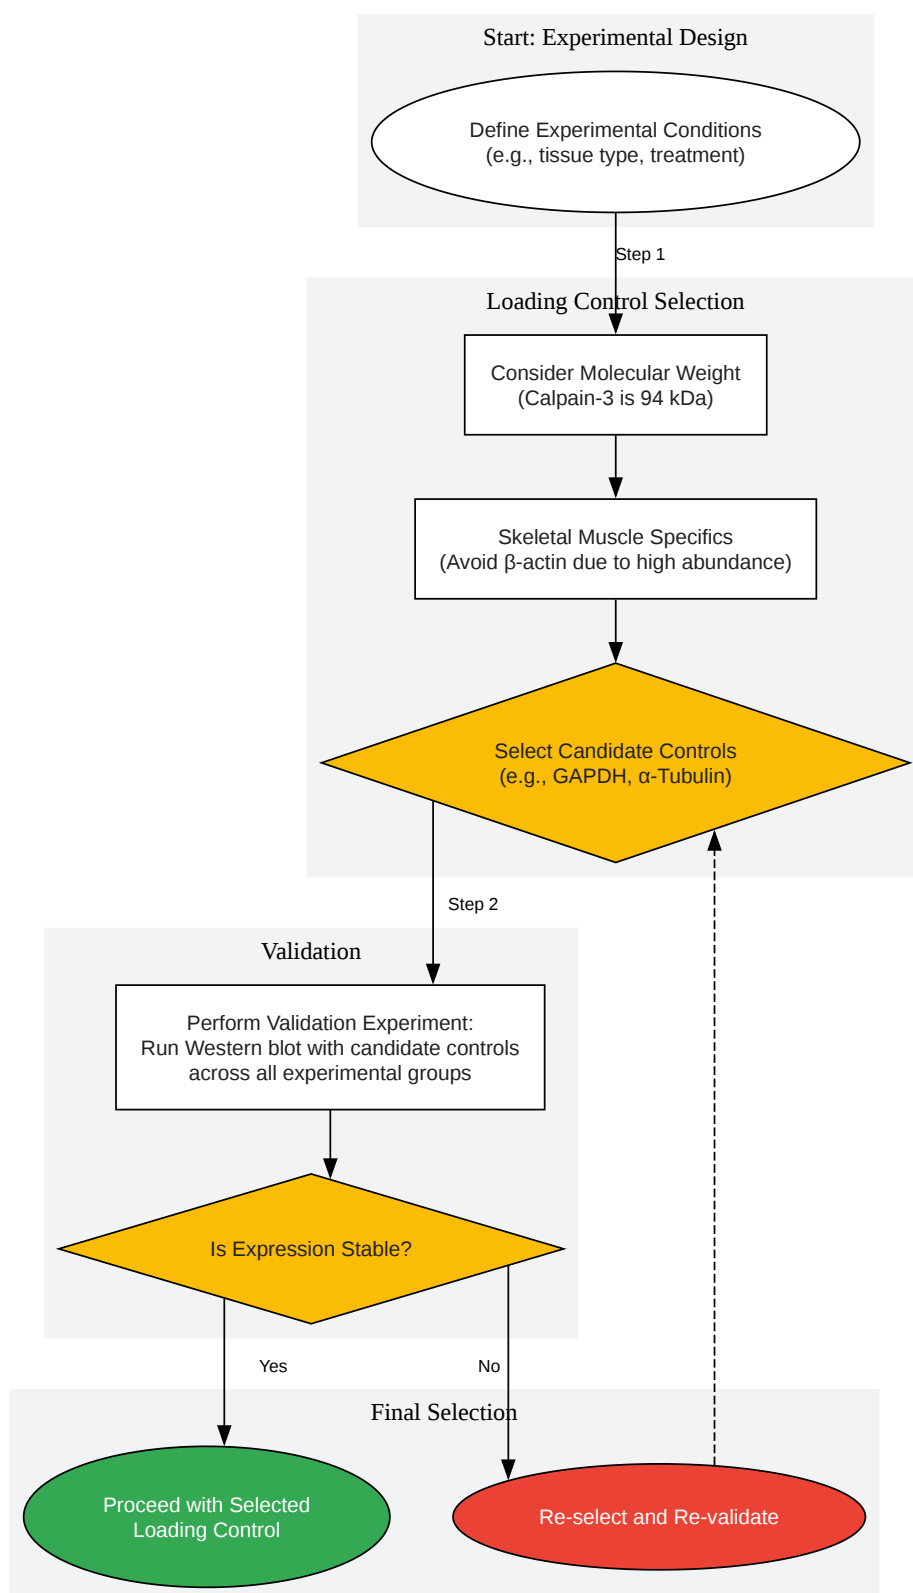 Start: Experimental Design
Define Experimental Conditions
(e.g., tissue type, treatment)
Step 1
Loading Control Selection
Consider Molecular Weight
(Calpain-3 is 94 kDa)
Skeletal Muscle Specifics
(Avoid β-actin due to high abundance)
Select Candidate Controls
(e.g., GAPDH, α-Tubulin)
Step 2
Validation
Perform Validation Experiment:
Run Western blot with candidate controls
across all experimental groups
Is Expression Stable?
Yes
No
Final Selection
Proceed with Selected
Loading Control
Re-select and Re-validate